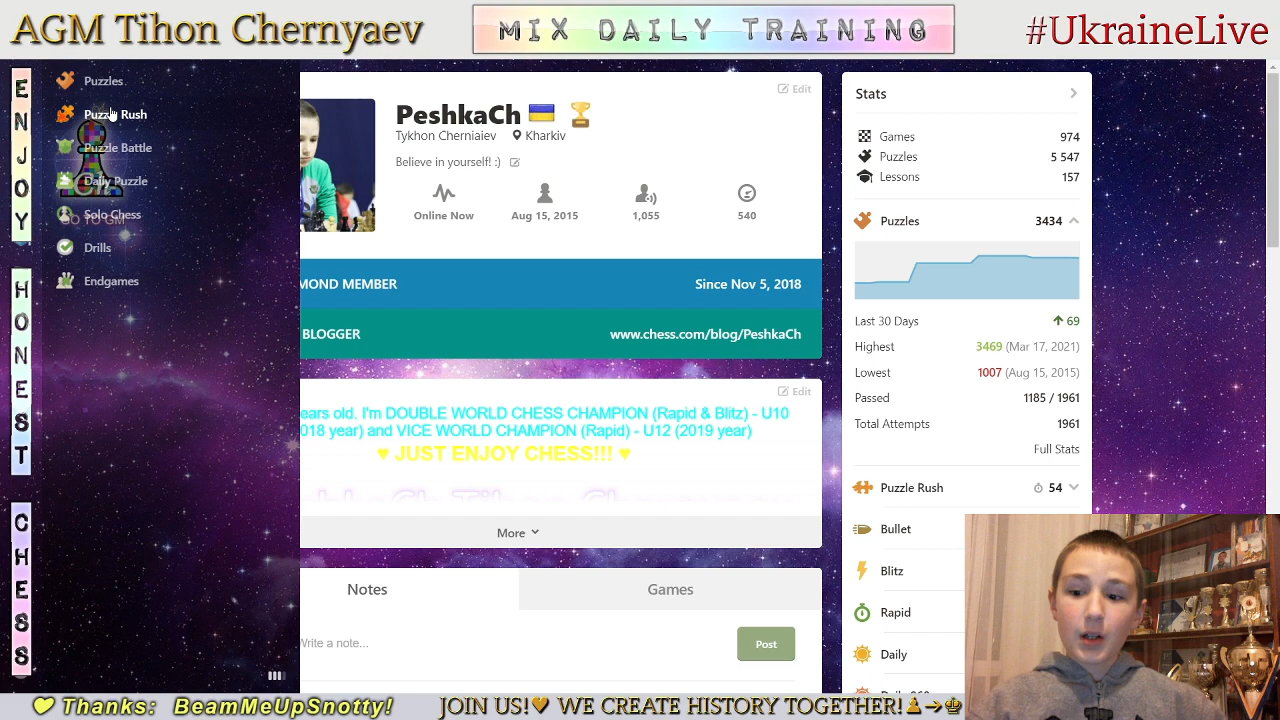 AGM Tihon Chernyaev
MIX DAILY TRAINING
#UkraineLive
ENJOY
HONEST
CHESS
Puzzles
Puzzle Rush
Puzzle Battle
Daily Puzzle
Solo Chess
GO TO GM
Drills
Endgames
Edit
PeshkaCh
Tykhon Cherniaiev Kharkiv
Believe in yourself! :)
Online Now Aug 15, 2015 1,055 540
MOND MEMBER Since Nov 5, 2018
BLOGGER www.chess.com/blog/PeshkaCh
Edit
ears old. I'm DOUBLE WORLD CHESS CHAMPION (Rapid & Blitz) - U10
018 year) and VICE WORLD CHAMPION (Rapid) - U12 (2019 year)
♥ JUST ENJOY CHESS!!! ♥
More
Notes Games
Write a note...
Post
Stats
Games 974
Puzzles 5 547
Lessons 157
Puzzles 3434
Last 30 Days 69
Highest 3469 (Mar 17, 2021)
Lowest 1007 (Aug 15, 2015)
Passed 1185 / 1961
Total Attempts 1961
Full Stats
Puzzle Rush 54
Bullet
Blitz
Rapid
Daily
Thanks: BeamMeUpSnotty!
JOIN US!♥ WE CREATE HISTORY TOGETHER!♟→♚